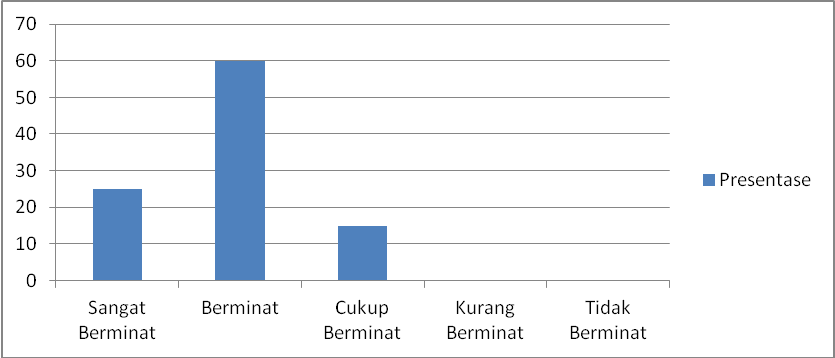 70
60
50
40
30
20
10
0
Sangat
Berminat
Berminat
Cukup
Berminat
Kurang
Berminat
Tidak
Berminat
Presentase